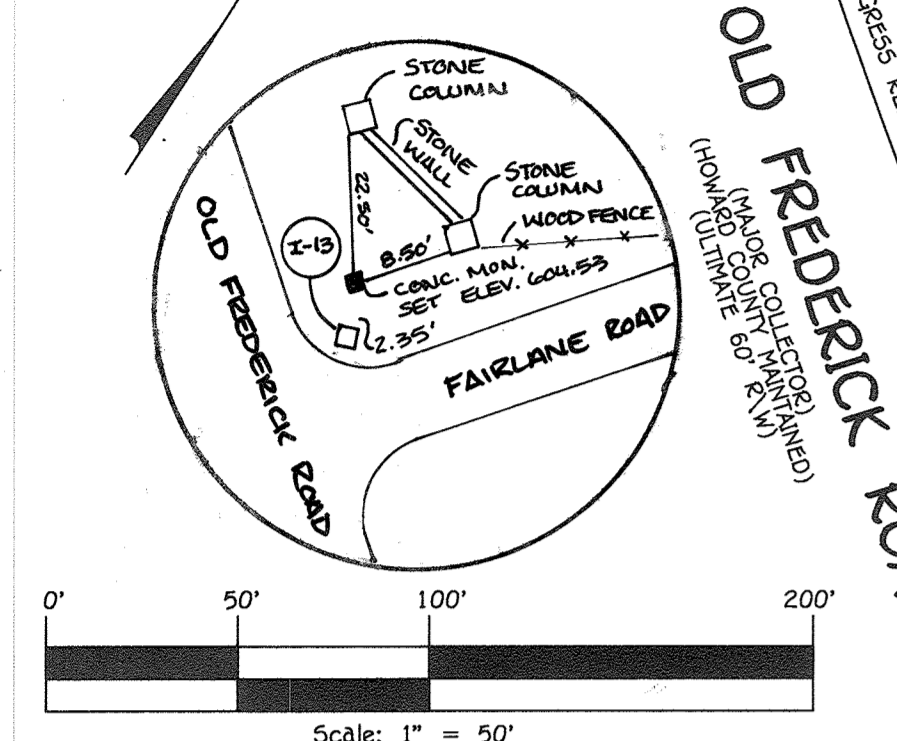 STONE
COLUMN
STONE
WALL
STONE
COLUMN
WOOD FENCE
22.50'
8.50'
I-13
CONC. MON.
SET ELEV. 604.53
2.35'
OLD FREDERICK ROAD
FAIRLANE ROAD
OLD FREDERICK
(MAJOR COLLECTOR)
(HOWARD COUNTY MAINTAINED)
(ULTIMATE 60' R\W)
0' 50' 100' 200'
Scale: 1" = 50'